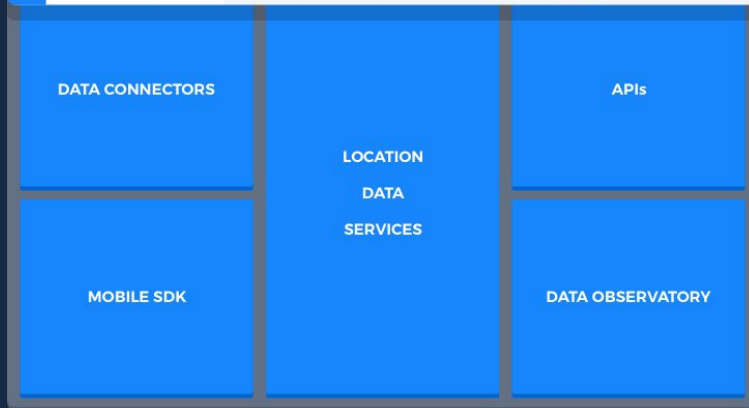 DATA CONNECTORS
MOBILE SDK
LOCATION
DATA
SERVICES
APIs
DATA OBSERVATORY